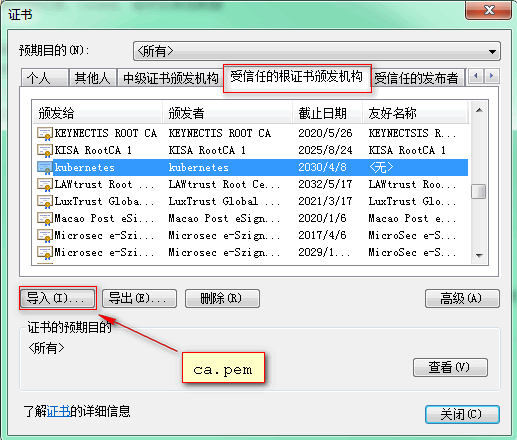 证书
预期目的(N): <所有>
个人 其他人 中级证书颁发机构 受信任的根证书颁发机构 受信任的发布者
颁发给 颁发者 截止日期 友好名称
KEYNECTIS ROOT CA KEYNECTIS ROOT CA 2020/5/26 KEYNECTSIS R...
KISA RootCA 1 KISA RootCA 1 2025/8/24 KISA RootCA 1
kubernetes kubernetes 2030/4/8 <无>
LAWtrust Root ... LAWtrust Root Ce... 2032/5/17 LAWtrust Roo...
LuxTrust Globa... LuxTrust Global ... 2021/3/17 LuxTrust Glo...
Macao Post eSi... Macao Post eSign... 2020/1/6 Macao Post e...
Microsec e-Szi... Microsec e-Szign... 2017/4/6 Microsec e-S...
Microsec e-Szi... Microsec e-Szign... 2029/1... Microsec e-S...
导入(I)... 导出(E)... 删除(R) 高级(A)
证书的预期目的
<所有>
ca.pem
查看(V)
了解证书的详细信息
关闭(C)